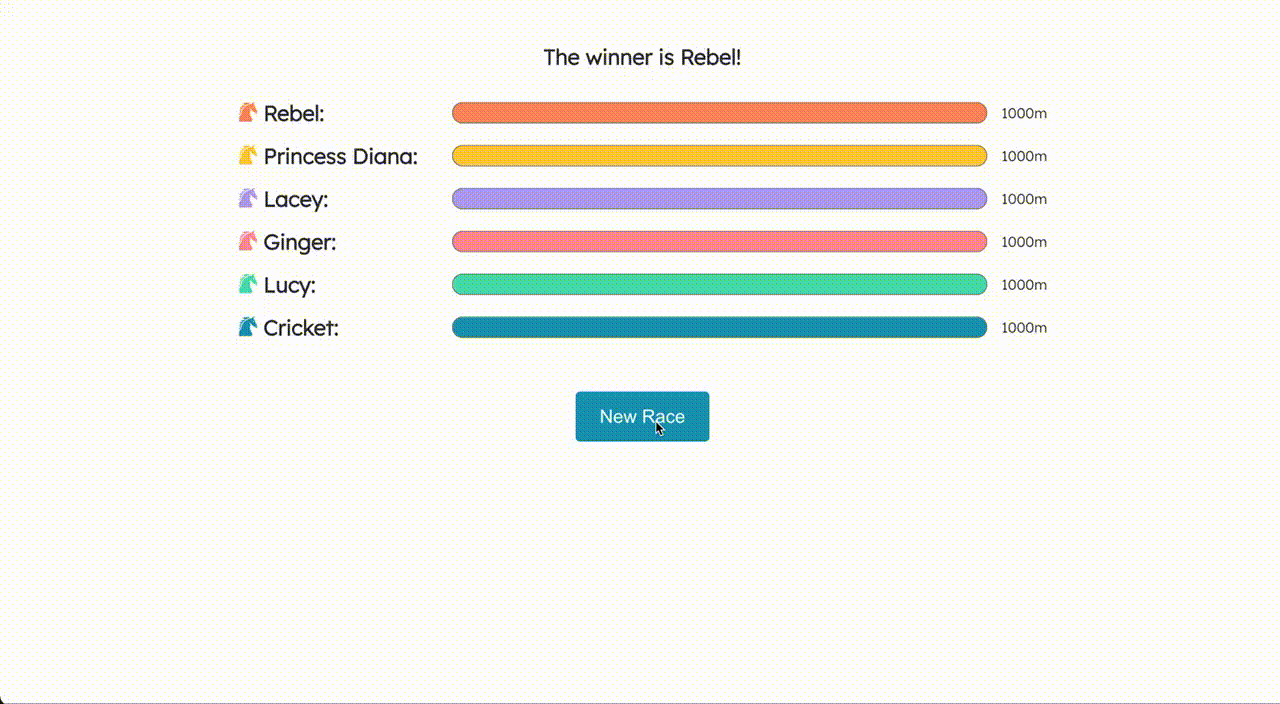 The winner is Rebel!
Rebel: 1000m
Princess Diana: 1000m
Lacey: 1000m
Ginger: 1000m
Lucy: 1000m
Cricket: 1000m
New Race